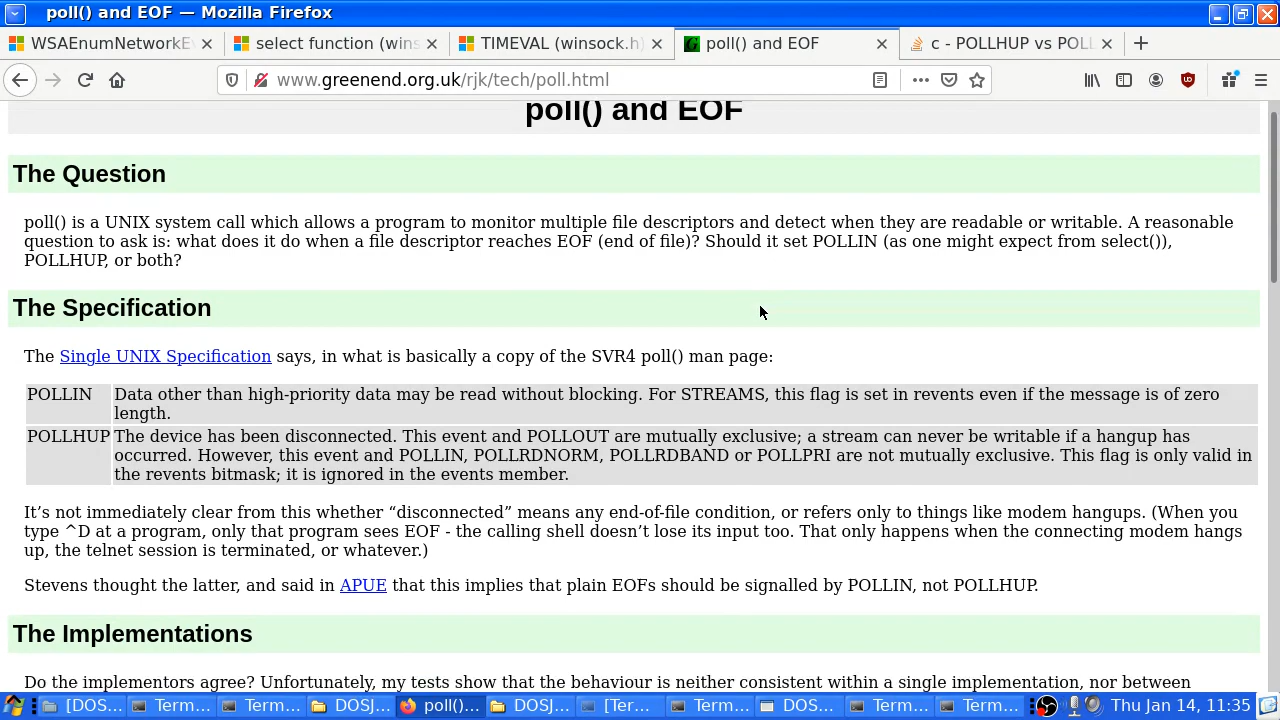 poll() and EOF — Mozilla Firefox
WSAEnumNetworkEv
select function (wins
TIMEVAL (winsock.h)
poll() and EOF
c - POLLHUP vs POLL
www.greenend.org.uk/rjk/tech/poll.html
poll() and EOF
The Question
poll() is a UNIX system call which allows a program to monitor multiple file descriptors and detect when they are readable or writable. A reasonable
question to ask is: what does it do when a file descriptor reaches EOF (end of file)? Should it set POLLIN (as one might expect from select()),
POLLHUP, or both?
The Specification
The Single UNIX Specification says, in what is basically a copy of the SVR4 poll() man page:
POLLIN Data other than high-priority data may be read without blocking. For STREAMS, this flag is set in revents even if the message is of zero
length.
POLLHUP The device has been disconnected. This event and POLLOUT are mutually exclusive; a stream can never be writable if a hangup has
occurred. However, this event and POLLIN, POLLRDNORM, POLLRDBAND or POLLPRI are not mutually exclusive. This flag is only valid in
the revents bitmask; it is ignored in the events member.
It’s not immediately clear from this whether “disconnected” means any end-of-file condition, or refers only to things like modem hangups. (When you
type ^D at a program, only that program sees EOF - the calling shell doesn’t lose its input too. That only happens when the connecting modem hangs
up, the telnet session is terminated, or whatever.)
Stevens thought the latter, and said in APUE that this implies that plain EOFs should be signalled by POLLIN, not POLLHUP.
The Implementations
Do the implementors agree? Unfortunately, my tests show that the behaviour is neither consistent within a single implementation, nor between
[DOS...
Term...
Term...
DOSJ...
poll()...
DOSJ...
[Ter...
Term...
DOS...
Term...
Term...
Thu Jan 14, 11:35